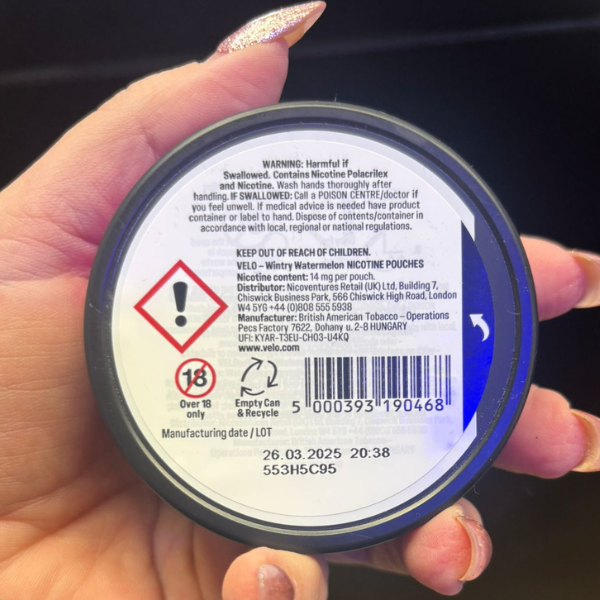 WARNING: Harmful if
Swallowed. Contains Nicotine Polacrilex
and Nicotine. Wash hands thoroughly after
handling. IF SWALLOWED: Call a POISON CENTRE/doctor if
you feel unwell. If medical advice is needed have product
container or label to hand. Dispose of contents/container in
accordance with local, regional or national regulations.
KEEP OUT OF REACH OF CHILDREN.
VELO – Wintry Watermelon NICOTINE POUCHES
Nicotine content: 14 mg per pouch.
Distributor: Nicoventures Retail (UK) Ltd, Building 7,
Chiswick Business Park, 566 Chiswick High Road, London
W4 5YG +44 (0)808 555 5938
Manufacturer: British American Tobacco – Operations
Pecs Factory 7622, Dohany u. 2-8 HUNGARY
UFI: KYAR-T3EU-CH03-U4KQ
www.velo.com
18
Over 18
only
Empty Can
& Recycle
5 000393 190468
Manufacturing date / LOT
26.03.2025 20:38
553H5C95